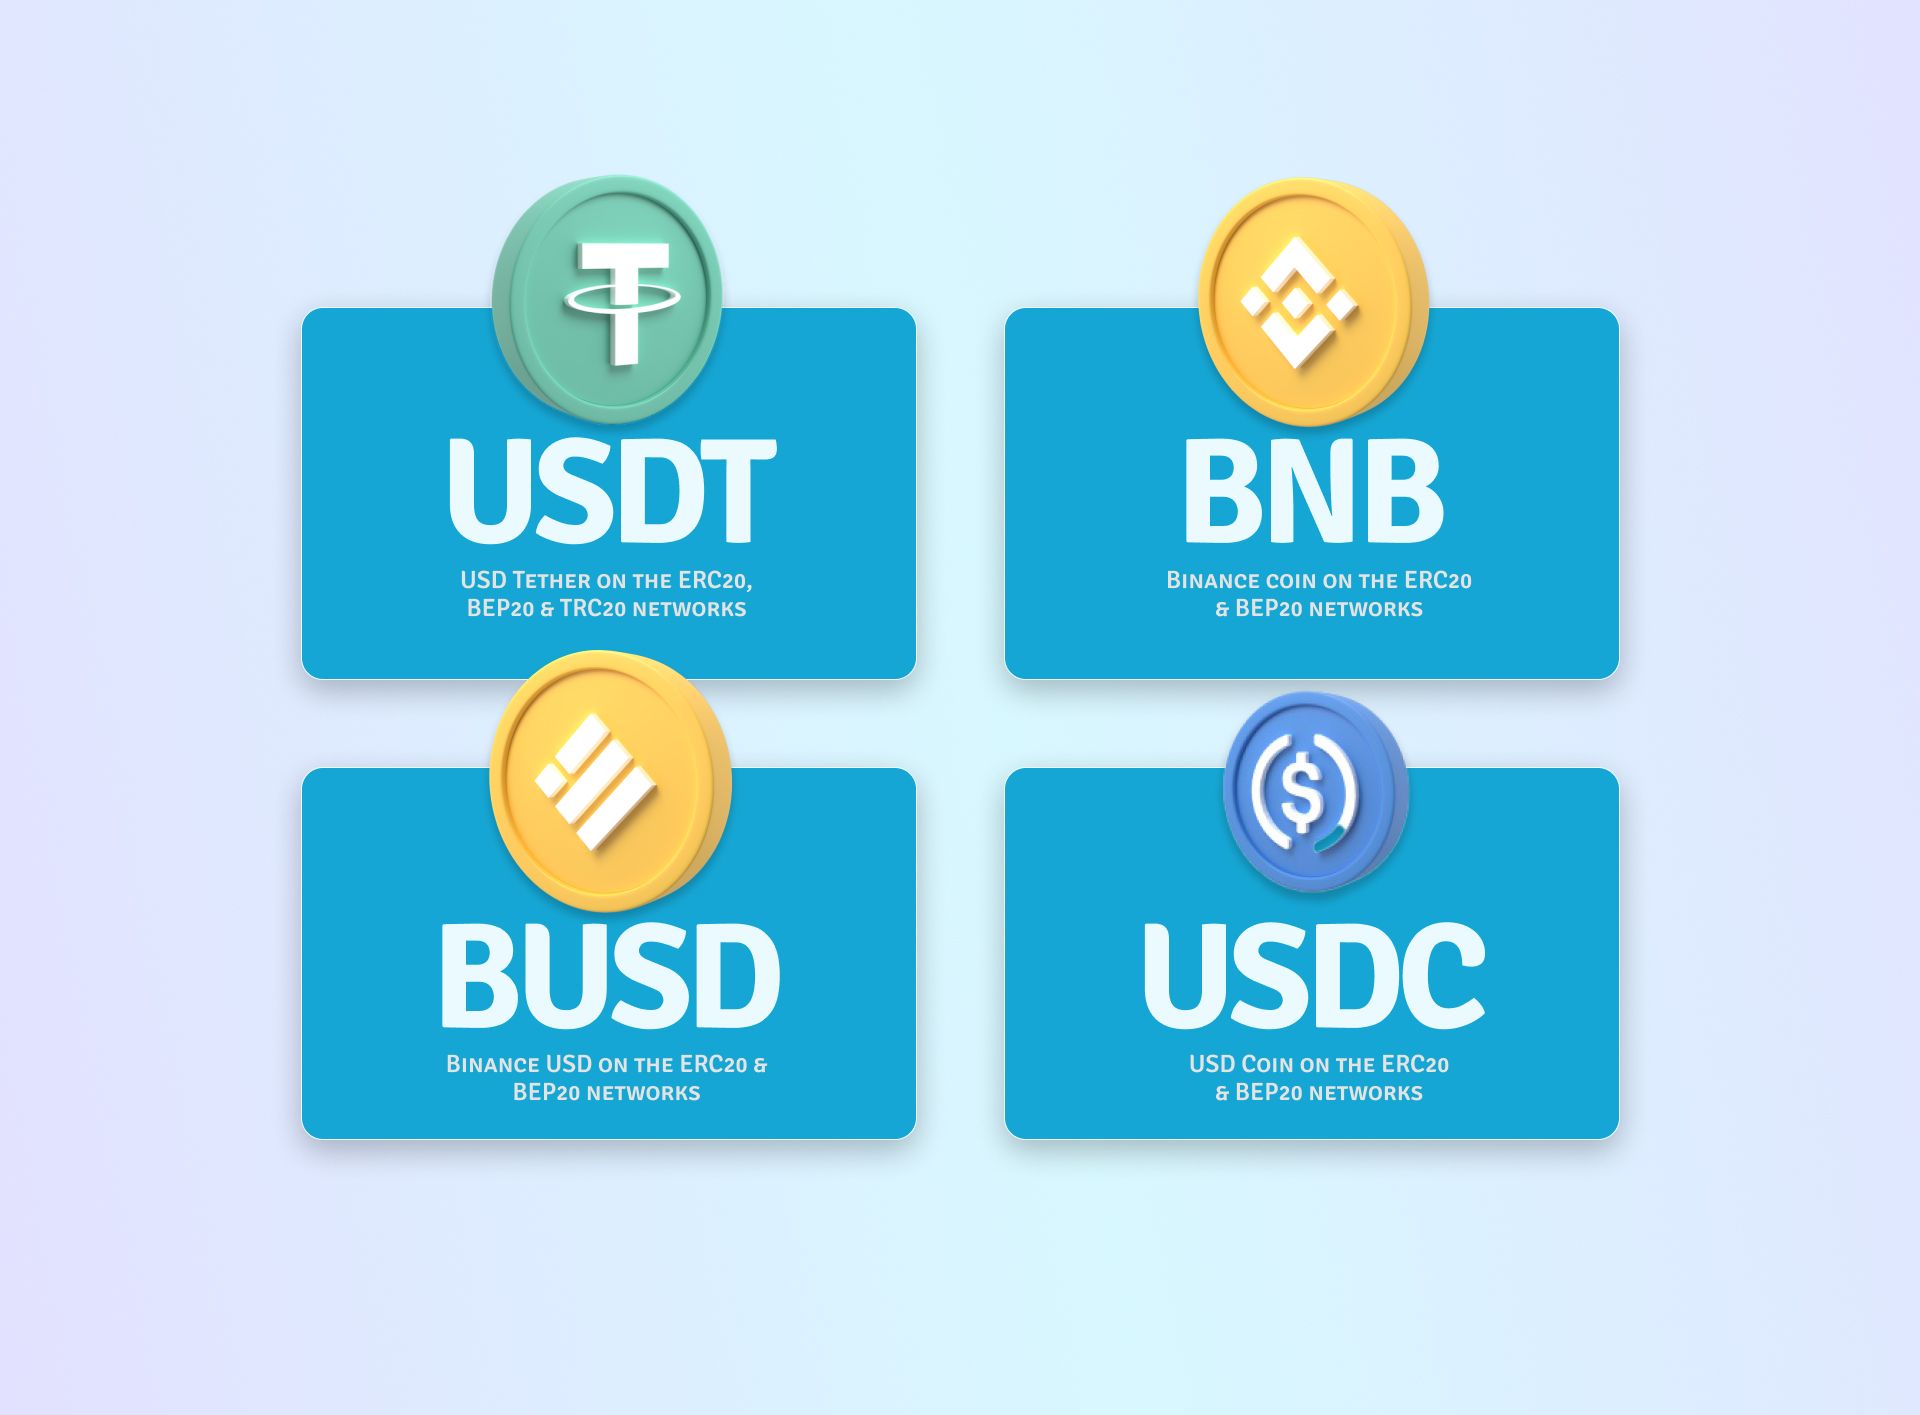 USDT
USD Tether on the ERC20,
BEP20 & TRC20 networks
BNB
Binance coin on the ERC20
& BEP20 networks
BUSD
Binance USD on the ERC20 &
BEP20 networks
USDC
USD Coin on the ERC20
& BEP20 networks